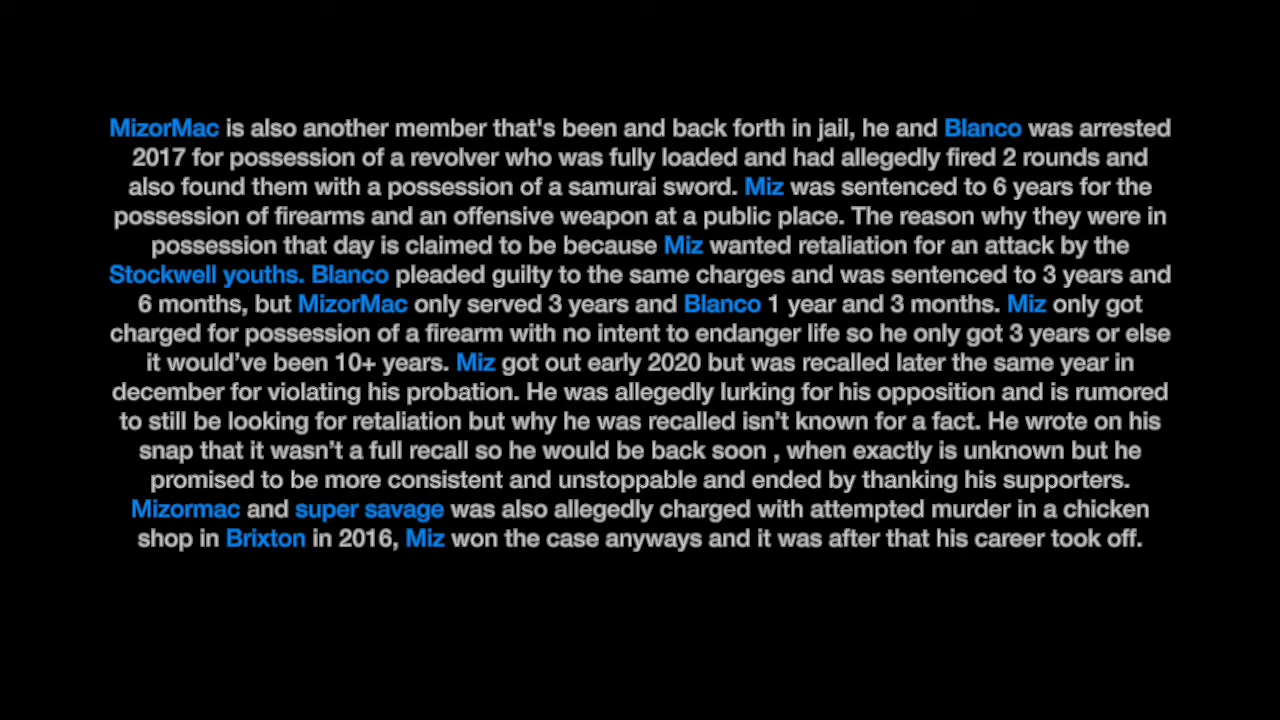 MizorMac is also another member that's been and back forth in jail, he and Blanco was arrested
2017 for possession of a revolver who was fully loaded and had allegedly fired 2 rounds and
also found them with a possession of a samurai sword. Miz was sentenced to 6 years for the
possession of firearms and an offensive weapon at a public place. The reason why they were in
possession that day is claimed to be because Miz wanted retaliation for an attack by the
Stockwell youths. Blanco pleaded guilty to the same charges and was sentenced to 3 years and
6 months, but MizorMac only served 3 years and Blanco 1 year and 3 months. Miz only got
charged for possession of a firearm with no intent to endanger life so he only got 3 years or else
it would've been 10+ years. Miz got out early 2020 but was recalled later the same year in
december for violating his probation. He was allegedly lurking for his opposition and is rumored
to still be looking for retaliation but why he was recalled isn't known for a fact. He wrote on his
snap that it wasn't a full recall so he would be back soon , when exactly is unknown but he
promised to be more consistent and unstoppable and ended by thanking his supporters.
Mizormac and super savage was also allegedly charged with attempted murder in a chicken
shop in Brixton in 2016, Miz won the case anyways and it was after that his career took off.